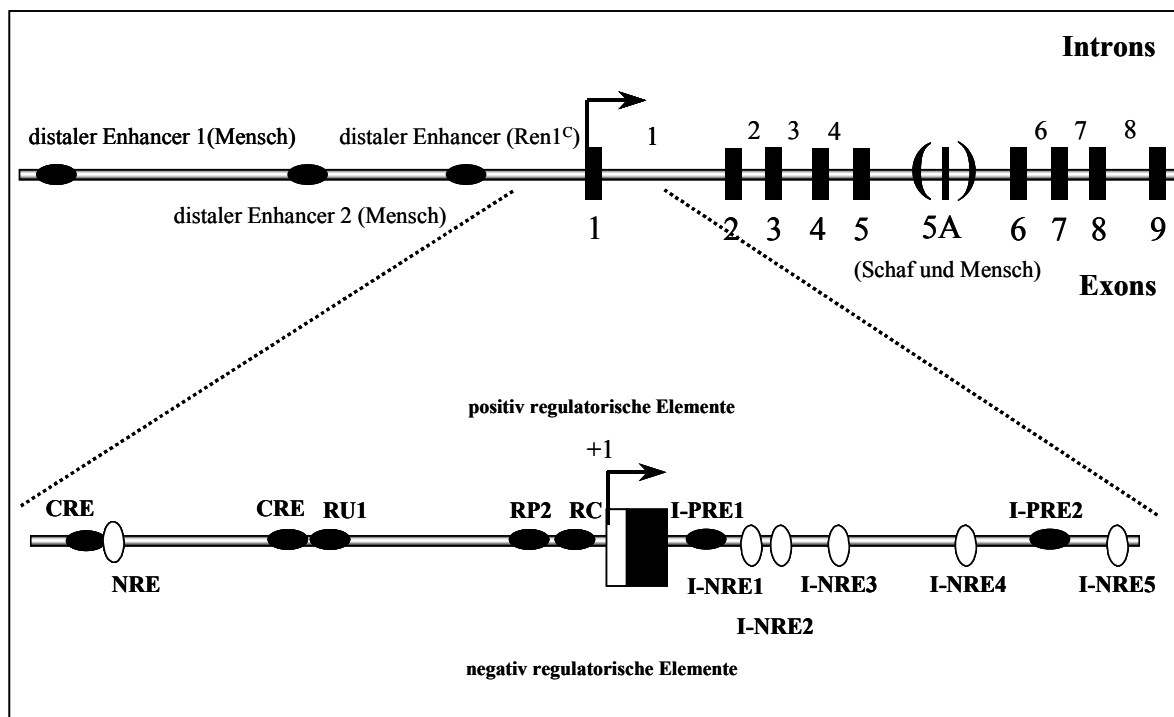 Introns
distaler Enhancer 1(Mensch)
distaler Enhancer (Ren1ᶜ)
1 2 3 4 6 7 8
distaler Enhancer 2 (Mensch)
1 2 3 4 5 5A 6 7 8 9
( )
(Schaf und Mensch)
Exons
positiv regulatorische Elemente
+1
CRE CRE RU1 RP2 RC I-PRE1 I-PRE2
NRE I-NRE1 I-NRE3 I-NRE4 I-NRE5
I-NRE2
negativ regulatorische Elemente